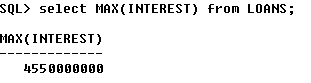 SQL> select MAX(INTEREST) from LOANS;
MAX(INTEREST)
-------------
4550000000